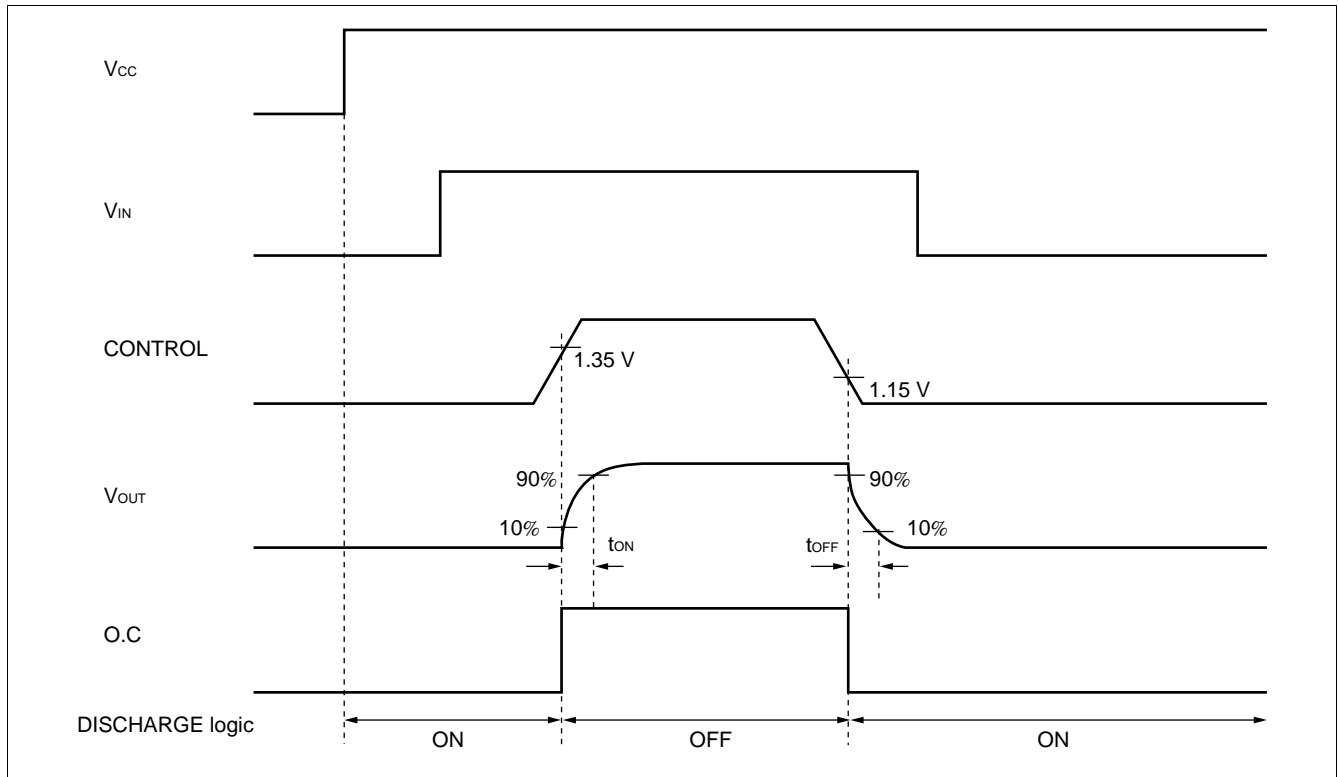 VCC
VIN
CONTROL
1.35 V
1.15 V
VOUT
90%
90%
10%
10%
tON
tOFF
O.C
DISCHARGE logic
ON
OFF
ON